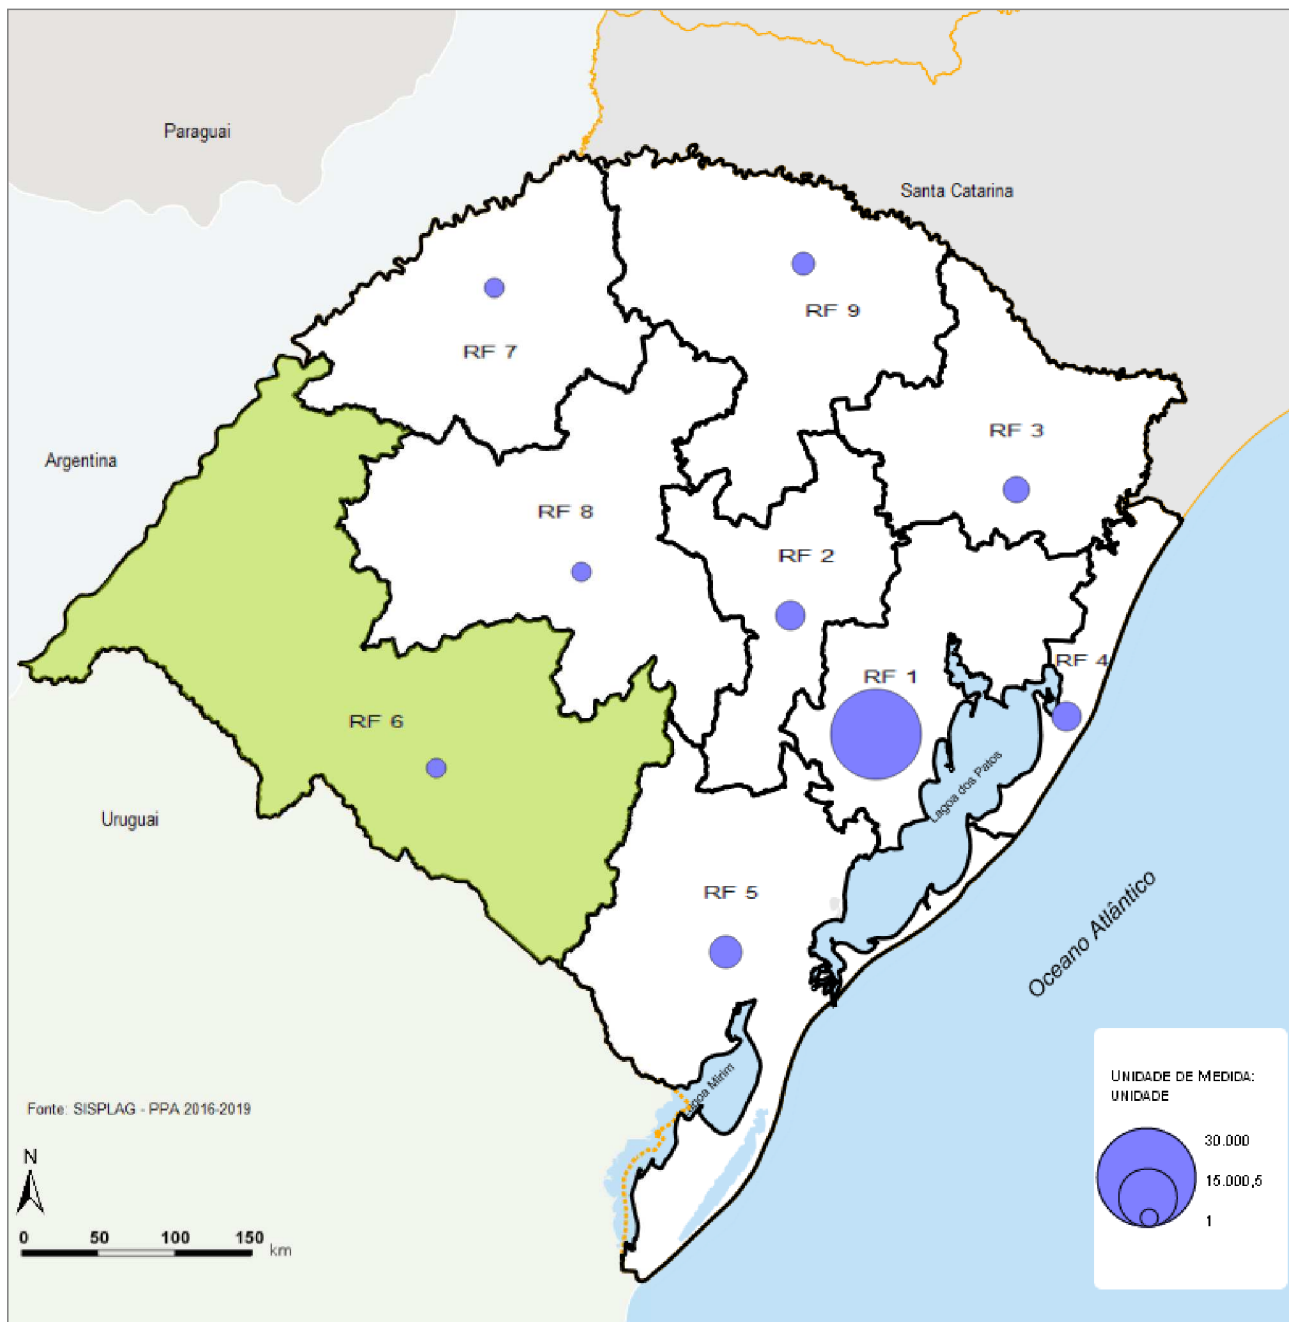 Paraguai
Santa Catarina
RF 9
RF 7
RF 3
Argentina
RF 8
RF 2
RF 4
RF 1
RF 6
Lagoa dos Patos
Uruguai
RF 5
Oceano Atlântico
Lagoa Mirim
UNIDADE DE MEDIDA:
UNIDADE
30.000
15.000,5
1
Fonte: SISPLAG - PPA 2016-2019
N
0 50 100 150 km